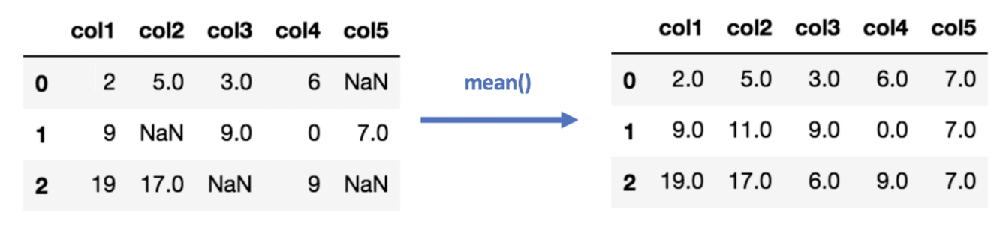 col1 col2 col3 col4 col5
0 2 5.0 3.0 6 NaN
1 9 NaN 9.0 0 7.0
2 19 17.0 NaN 9 NaN
mean()
col1 col2 col3 col4 col5
0 2.0 5.0 3.0 6.0 7.0
1 9.0 11.0 9.0 0.0 7.0
2 19.0 17.0 6.0 9.0 7.0